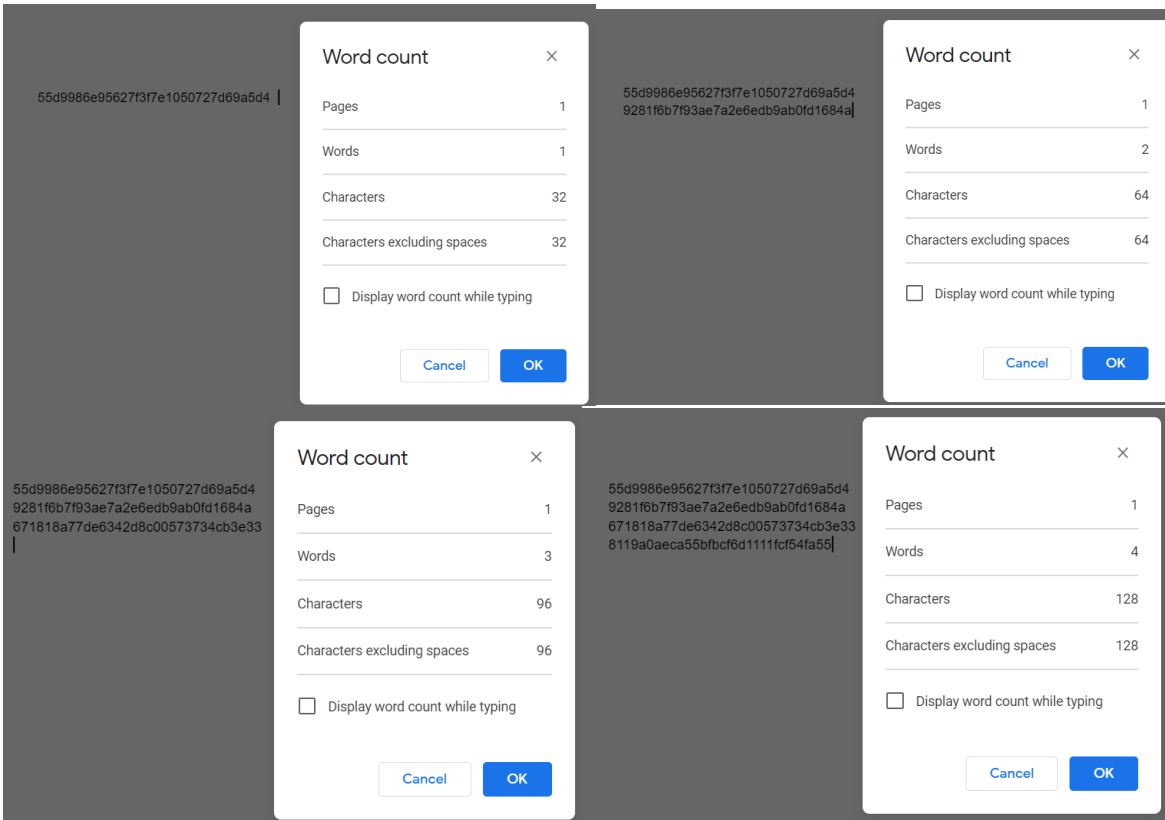 55d9986e95627f3f7e1050727d69a5d4
Word count
Pages 1
Words 1
Characters 32
Characters excluding spaces 32
Display word count while typing
Cancel OK
55d9986e95627f3f7e1050727d69a5d4
9281f6b7f93ae7a2e6edb9ab0fd1684a
Word count
Pages 1
Words 2
Characters 64
Characters excluding spaces 64
Display word count while typing
Cancel OK
55d9986e95627f3f7e1050727d69a5d4
9281f6b7f93ae7a2e6edb9ab0fd1684a
671818a77de6342d8c00573734cb3e33
Word count
Pages 1
Words 3
Characters 96
Characters excluding spaces 96
Display word count while typing
Cancel OK
55d9986e95627f3f7e1050727d69a5d4
9281f6b7f93ae7a2e6edb9ab0fd1684a
671818a77de6342d8c00573734cb3e33
8119a0aeca55bfbcf6d1111fcf54fa55
Word count
Pages 1
Words 4
Characters 128
Characters excluding spaces 128
Display word count while typing
Cancel OK